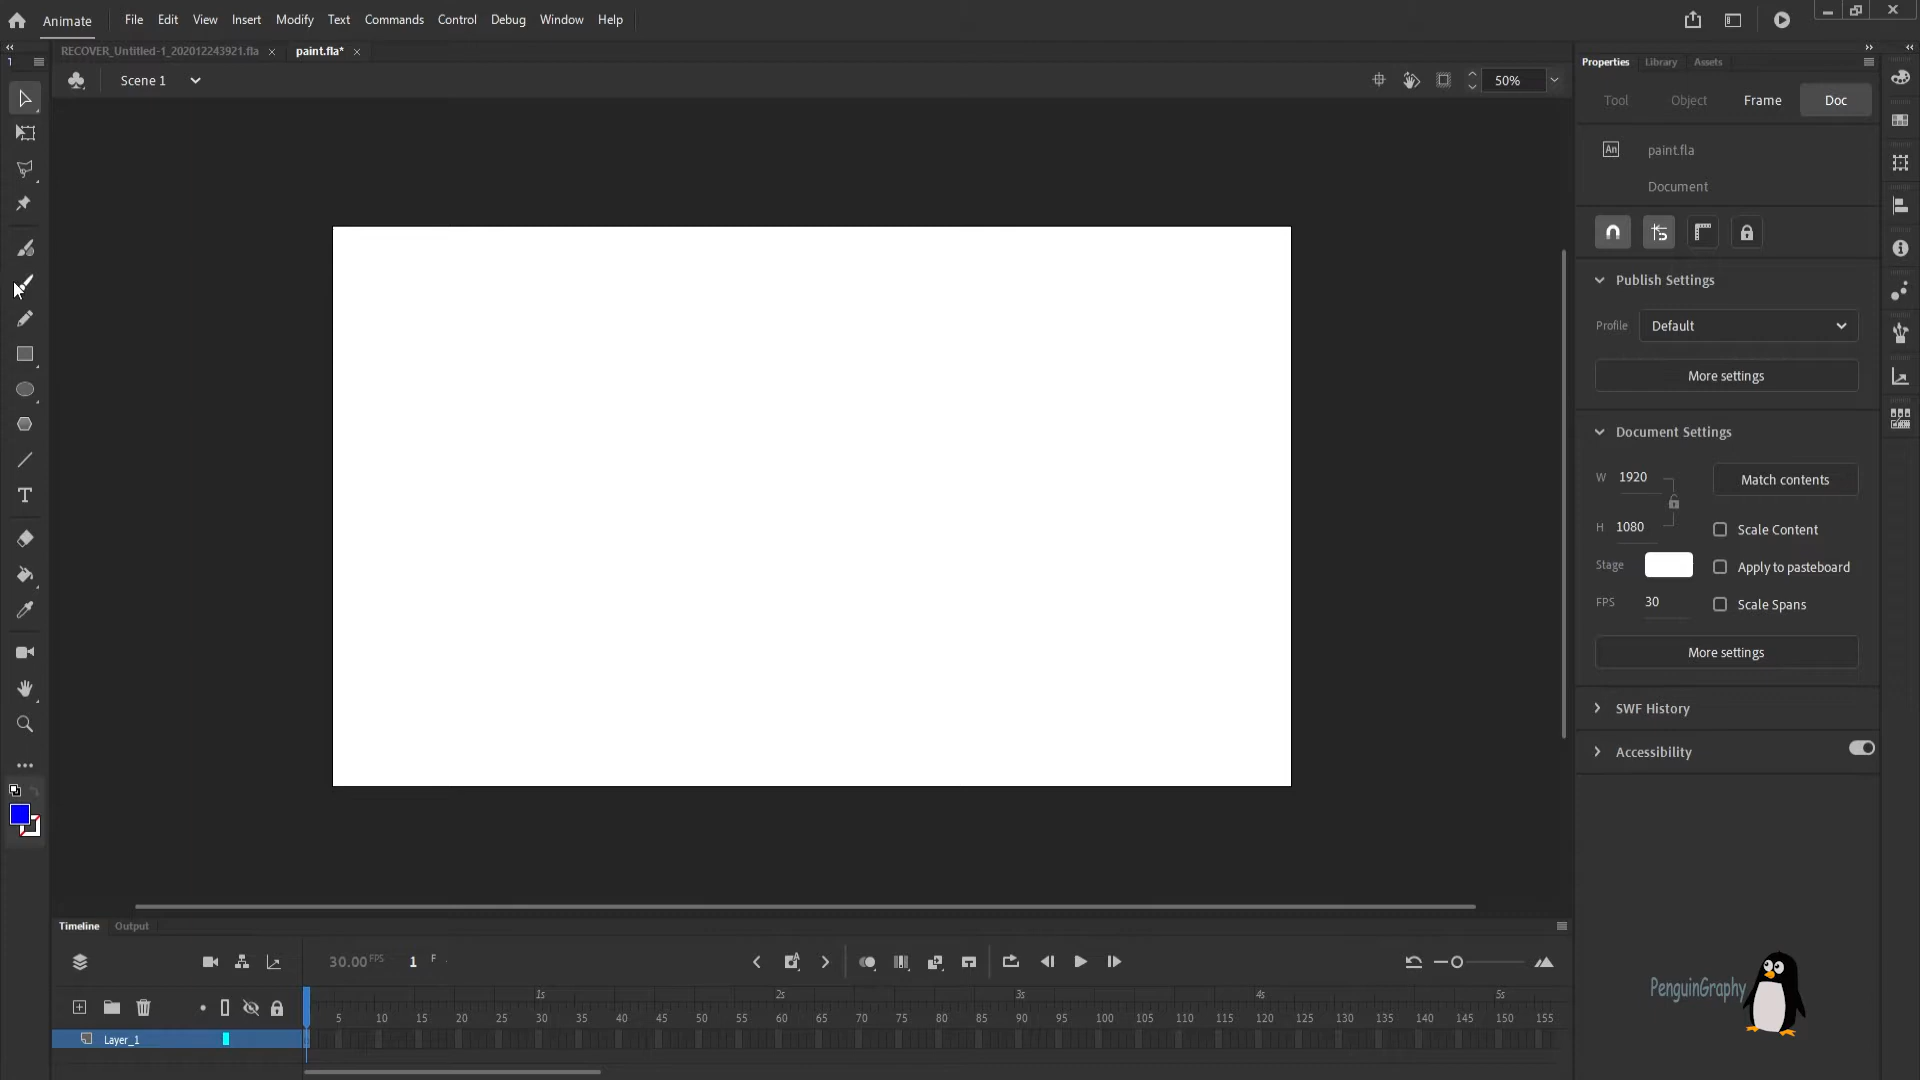 Animate File Edit View Insert Modify Text Commands Control Debug Window Help
RECOVER_Untitled-1_202012243921.fla paint.fla*
Scene 1 50%
Properties Library Assets
Tool Object Frame Doc
An paint.fla
Document
Publish Settings
Profile Default
More settings
Document Settings
W 1920 Match contents
H 1080 Scale Content
Stage Apply to pasteboard
FPS 30 Scale Spans
More settings
SWF History
Accessibility
Timeline Output
30.00 FPS 1 F
1s 2s 3s 4s 5s
5 10 15 20 25 30 35 40 45 50 55 60 65 70 75 80 85 90 95 100 105 110 115 120 125 130 135 140 145 150 155
Layer_1
PenguinGraphy